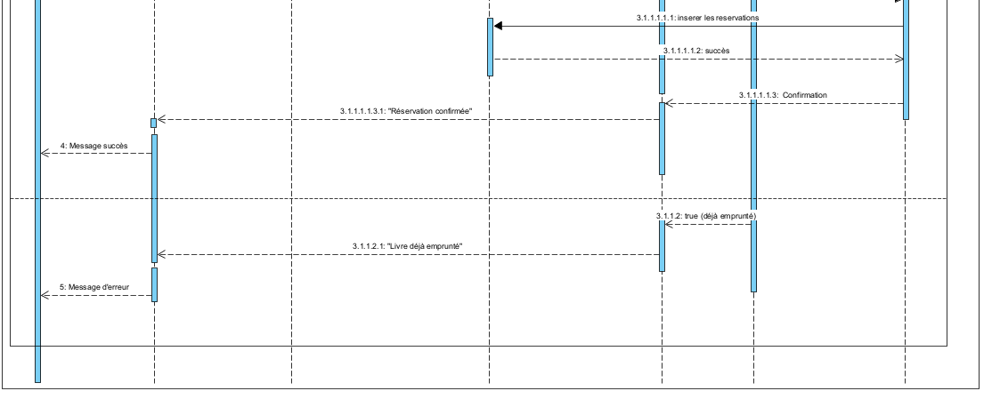 3.1.1.1.1.1: inserer les reservations
3.1.1.1.1.2: succès
3.1.1.1.1.3: Confirmation
3.1.1.1.1.3.1: "Réservation confirmée"
4: Message succès
3.1.1.2: true (déjà emprunté)
3.1.1.2.1: "Livre déjà emprunté"
5: Message d'erreur